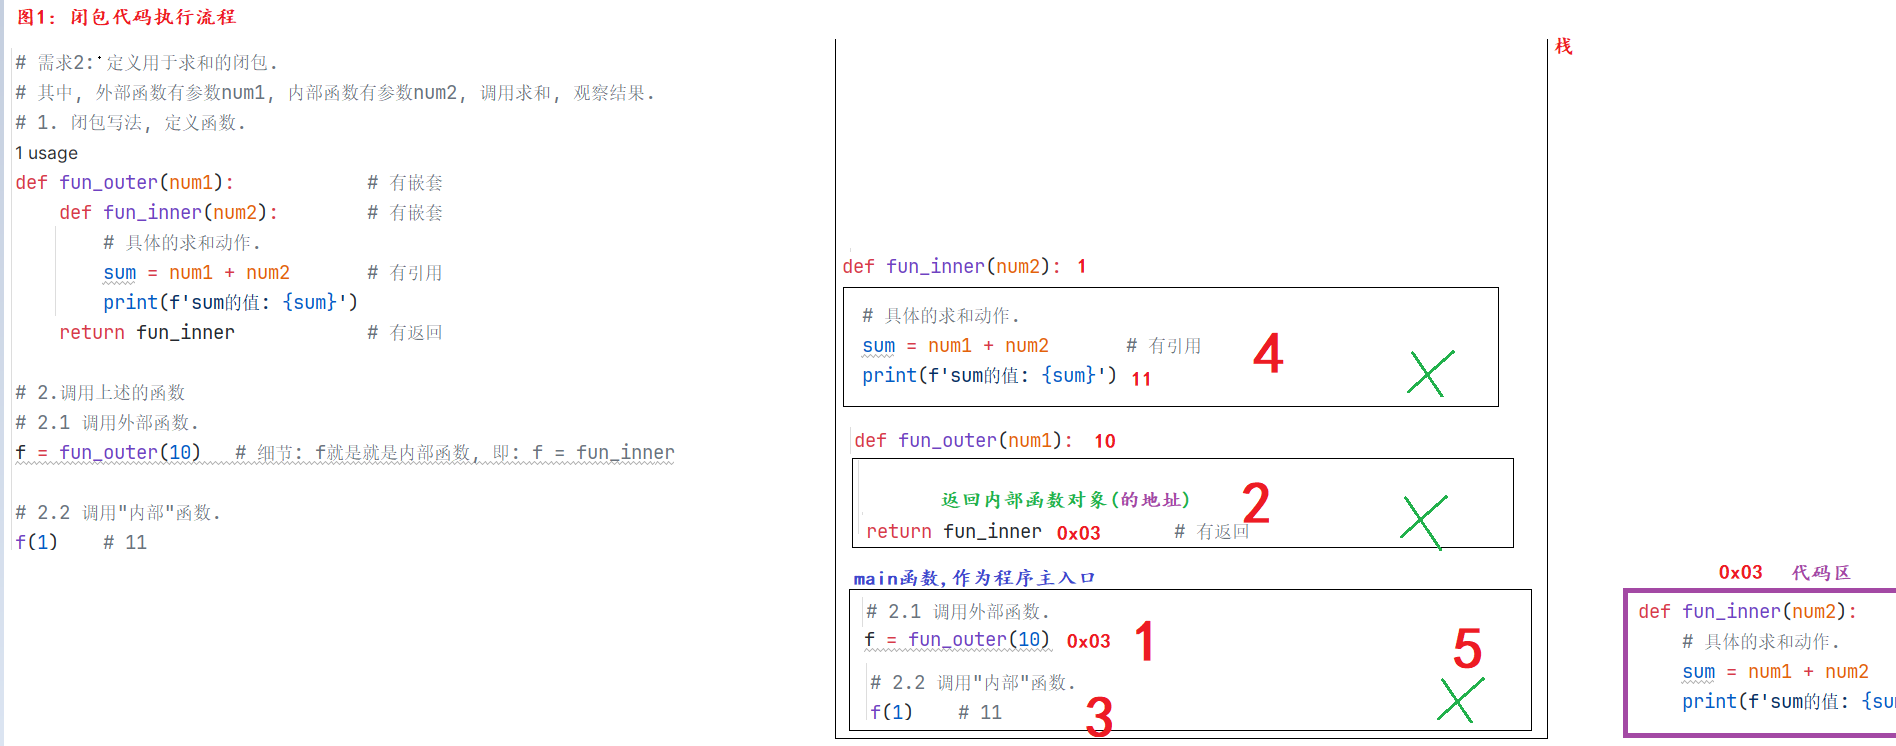 图1: 闭包代码执行流程
# 需求2: 定义用于求和的闭包.
# 其中, 外部函数有参数num1, 内部函数有参数num2, 调用求和, 观察结果.
# 1. 闭包写法, 定义函数.
1 usage
def fun_outer(num1): # 有嵌套
def fun_inner(num2): # 有嵌套
# 具体的求和动作.
sum = num1 + num2 # 有引用
print(f'sum的值: {sum}')
return fun_inner # 有返回
# 2.调用上述的函数
# 2.1 调用外部函数.
f = fun_outer(10) # 细节: f就是就是内部函数, 即: f = fun_inner
# 2.2 调用"内部"函数.
f(1) # 11
栈
def fun_inner(num2): 1
# 具体的求和动作.
sum = num1 + num2 # 有引用
4
print(f'sum的值: {sum}') 11
def fun_outer(num1): 10
返回内部函数对象(的地址)
2
return fun_inner 0x03 # 有返回
main函数,作为程序主入口
# 2.1 调用外部函数.
f = fun_outer(10) 0x03
1
5
# 2.2 调用"内部"函数.
f(1) # 11
3
0x03 代码区
def fun_inner(num2):
# 具体的求和动作.
sum = num1 + num2
print(f'sum的值: {su